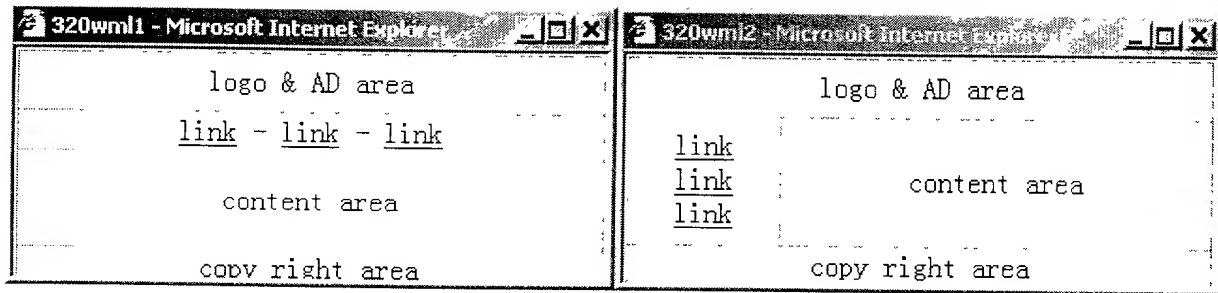 320wml1 - Microsoft Internet Explorer
logo & AD area
link - link - link
content area
copy right area
320wml2 - Microsoft Internet Explorer
logo & AD area
link
link
link
content area
copy right area